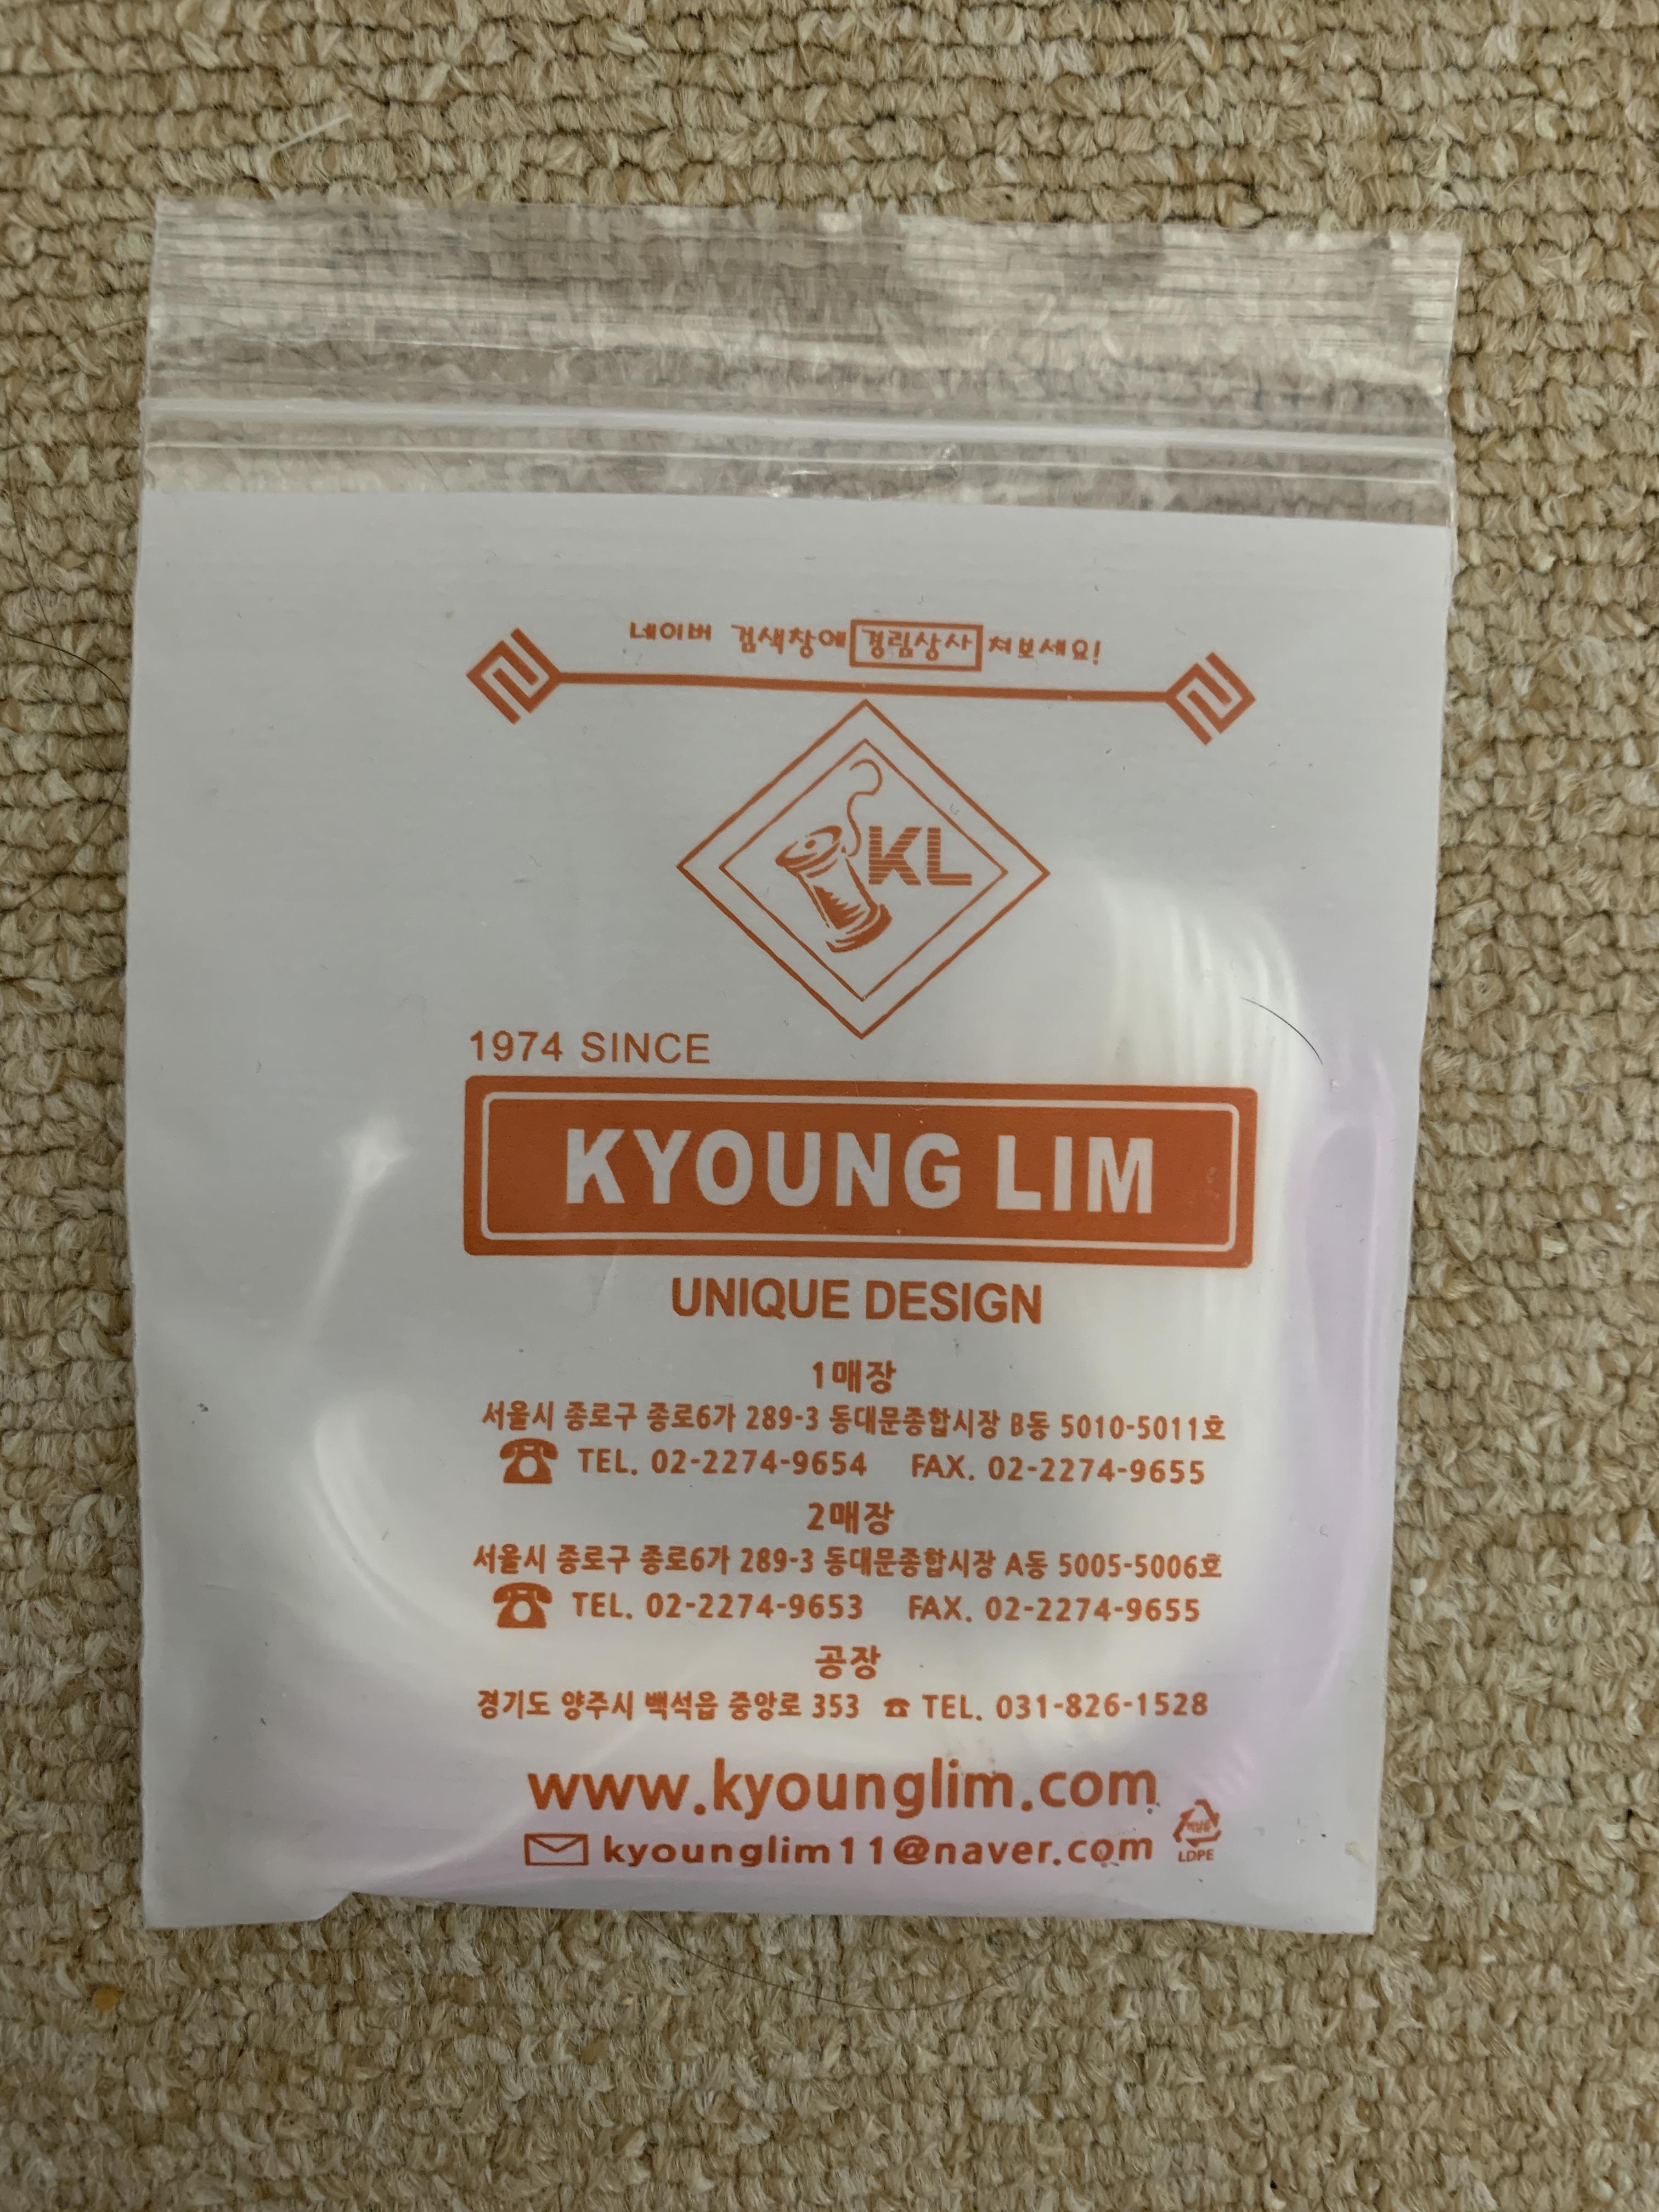 네이버 검색창에 경림상사 쳐보세요!
KL
1974 SINCE
KYOUNG LIM
UNIQUE DESIGN
1매장
서울시 종로구 종로6가 289-3 동대문종합시장 B동 5010-5011호
TEL. 02-2274-9654 FAX. 02-2274-9655
2매장
서울시 종로구 종로6가 289-3 동대문종합시장 A동 5005-5006호
TEL. 02-2274-9653 FAX. 02-2274-9655
공장
경기도 양주시 백석읍 중앙로 353 TEL. 031-826-1528
www.kyounglim.com
kyounglim11@naver.com
비닐류
LDPE